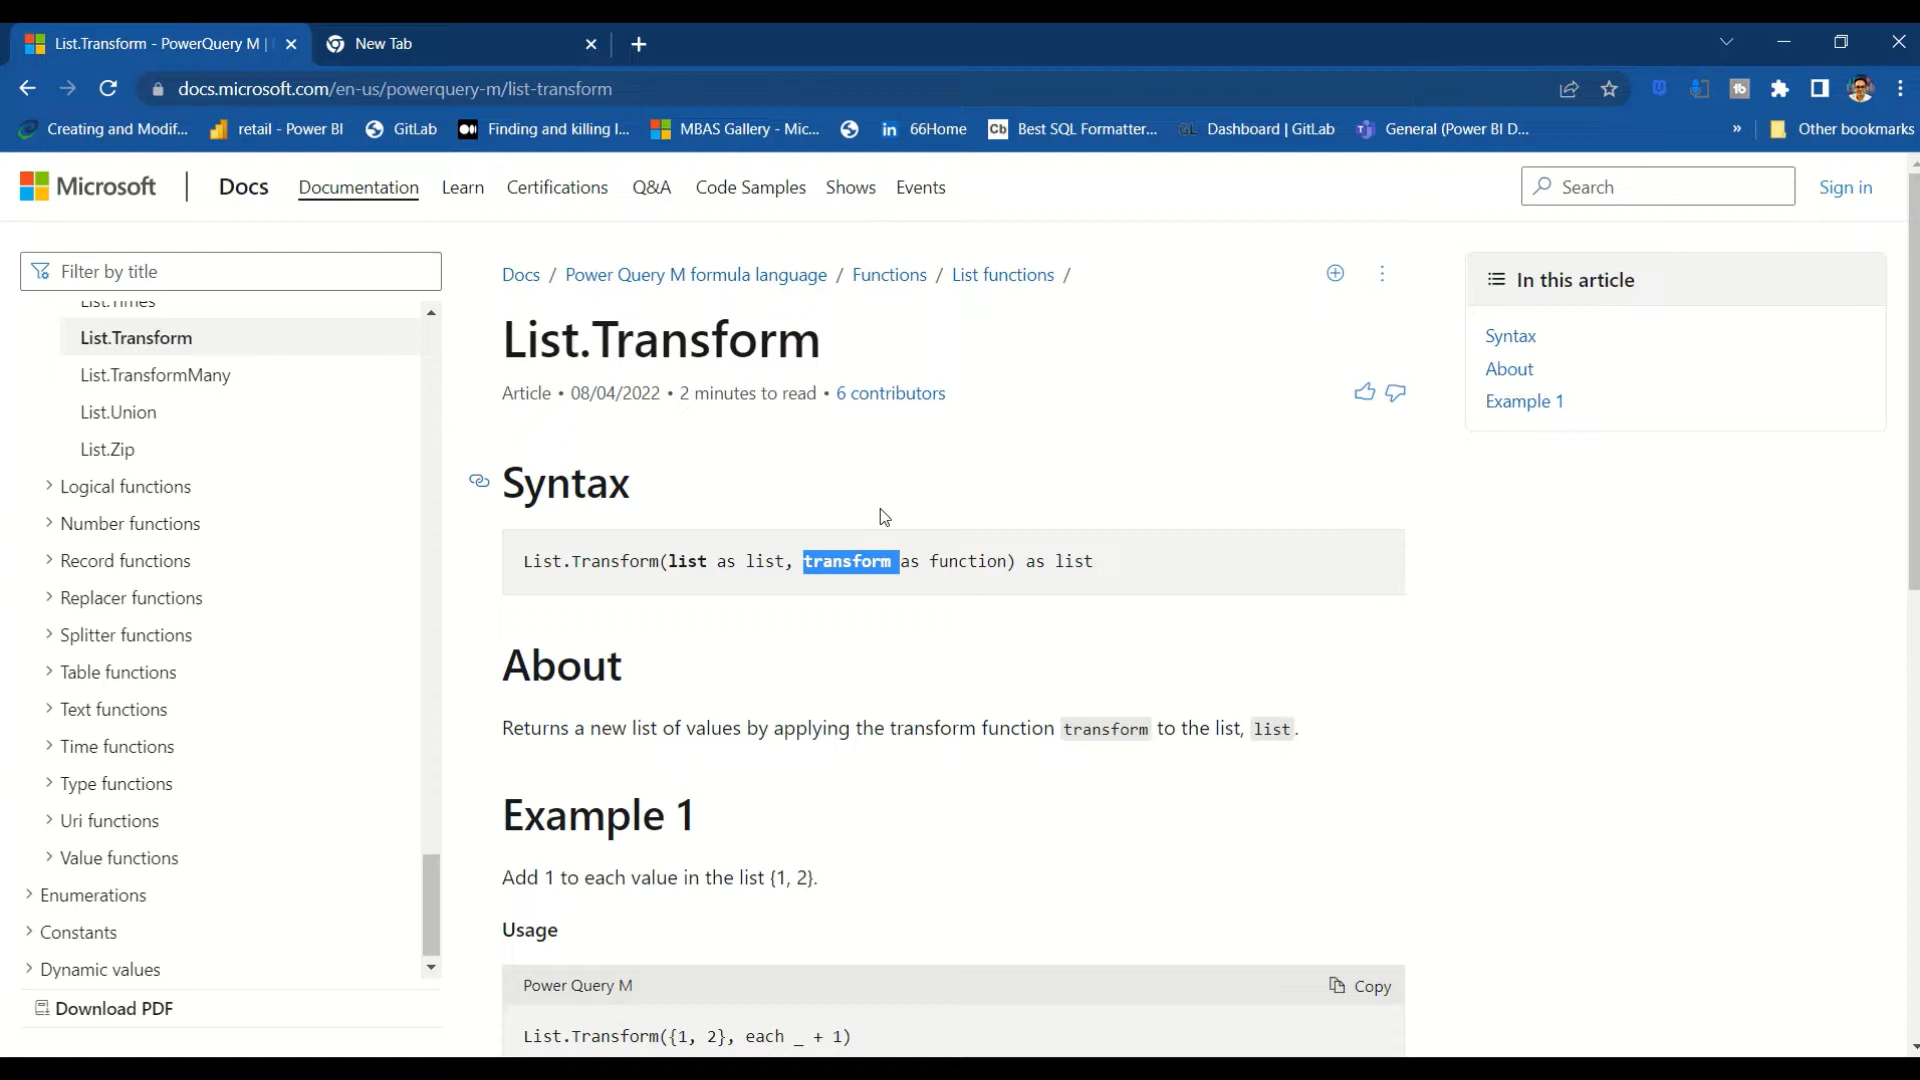 List.Transform - PowerQuery M |
New Tab
docs.microsoft.com/en-us/powerquery-m/list-transform
Creating and Modif...
retail - Power BI
GitLab
Finding and killing I...
MBAS Gallery - Mic...
66Home
Best SQL Formatter...
Dashboard | GitLab
General (Power BI D...
»
Other bookmarks
Microsoft
Docs
Documentation
Learn
Certifications
Q&A
Code Samples
Shows
Events
Search
Sign in
Filter by title
List.Times
List.Transform
List.TransformMany
List.Union
List.Zip
Logical functions
Number functions
Record functions
Replacer functions
Splitter functions
Table functions
Text functions
Time functions
Type functions
Uri functions
Value functions
Enumerations
Constants
Dynamic values
Download PDF
Docs / Power Query M formula language / Functions / List functions /
List.Transform
Article • 08/04/2022 • 2 minutes to read • 6 contributors
Syntax
List.Transform(list as list, transform as function) as list
About
Returns a new list of values by applying the transform function transform to the list, list.
Example 1
Add 1 to each value in the list {1, 2}.
Usage
Power Query M
Copy
List.Transform({1, 2}, each _ + 1)
In this article
Syntax
About
Example 1